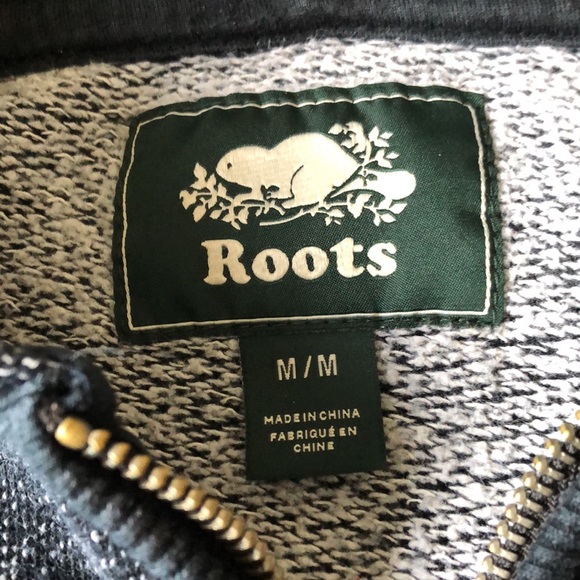 Roots
M/M
MADE IN CHINA
FABRIQUÉ EN
CHINE